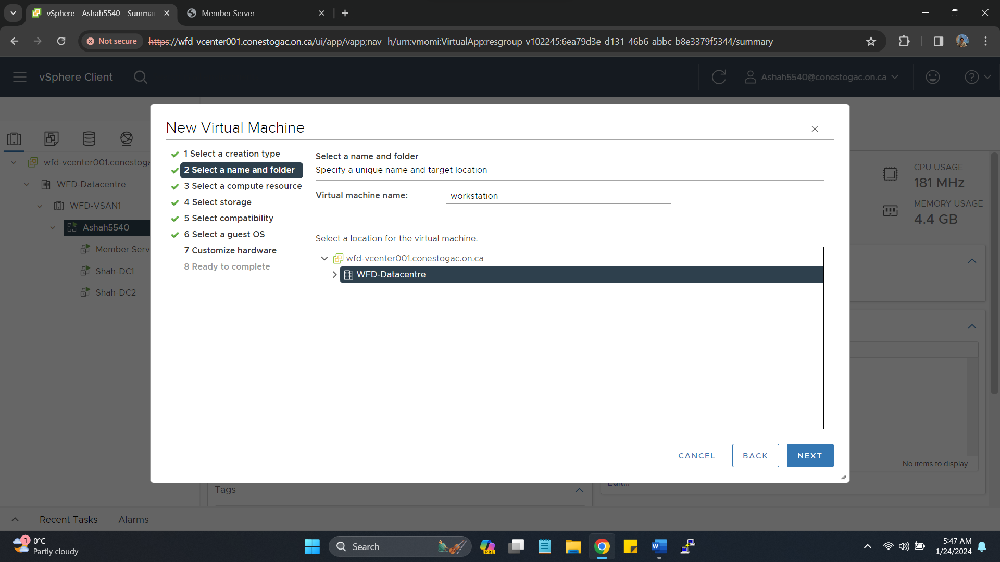 vSphere - Ashah5540 - Summa
Member Server
Not secure
https://wfd-vcenter001.conestogac.on.ca/ui/app/vapp;nav=h/urn:vmomi:VirtualApp:resgroup-v102245:6ea79d3e-d131-46b6-abbc-b8e3379f5344/summary
vSphere Client
Ashah5540@conestogac.on.ca
wfd-vcenter001.conestoga
WFD-Datacentre
WFD-VSAN1
Ashah5540
Member Serv
Shah-DC1
Shah-DC2
New Virtual Machine
1 Select a creation type
2 Select a name and folder
3 Select a compute resource
4 Select storage
5 Select compatibility
6 Select a guest OS
7 Customize hardware
8 Ready to complete
Select a name and folder
Specify a unique name and target location
Virtual machine name:
workstation
Select a location for the virtual machine.
wfd-vcenter001.conestogac.on.ca
WFD-Datacentre
CANCEL
BACK
NEXT
CPU USAGE
181 MHz
MEMORY USAGE
4.4 GB
No items to display
Edit...
Tags
Recent Tasks
Alarms
1
0°C
Partly cloudy
Search
PRE
W
5:47 AM
1/24/2024